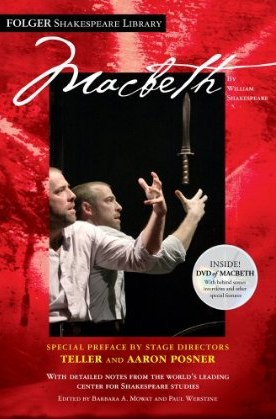 FOLGER SHAKESPEARE LIBRARY
Macbeth
BY
WILLIAM
SHAKESPEARE
INSIDE!
DVD OF MACBETH
With behind-scenes
interviews and other
special features
SPECIAL PREFACE BY STAGE DIRECTORS
TELLER AND AARON POSNER
WITH DETAILED NOTES FROM THE WORLD'S LEADING
CENTER FOR SHAKESPEARE STUDIES
EDITED BY BARBARA A. MOWAT AND PAUL WERSTINE